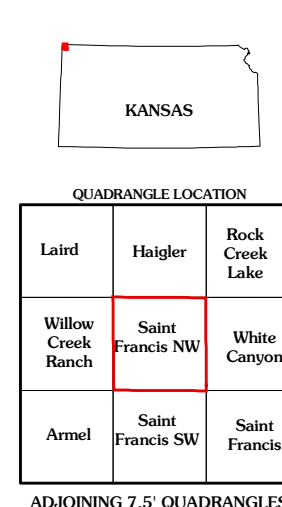 KANSAS
QUADRANGLE LOCATION
Laird
Haigler
Rock
Creek
Lake
Willow
Creek
Ranch
Saint
Francis NW
White
Canyon
Armel
Saint
Francis SW
Saint
Francis
ADJOINING 7.5' QUADRANGLES